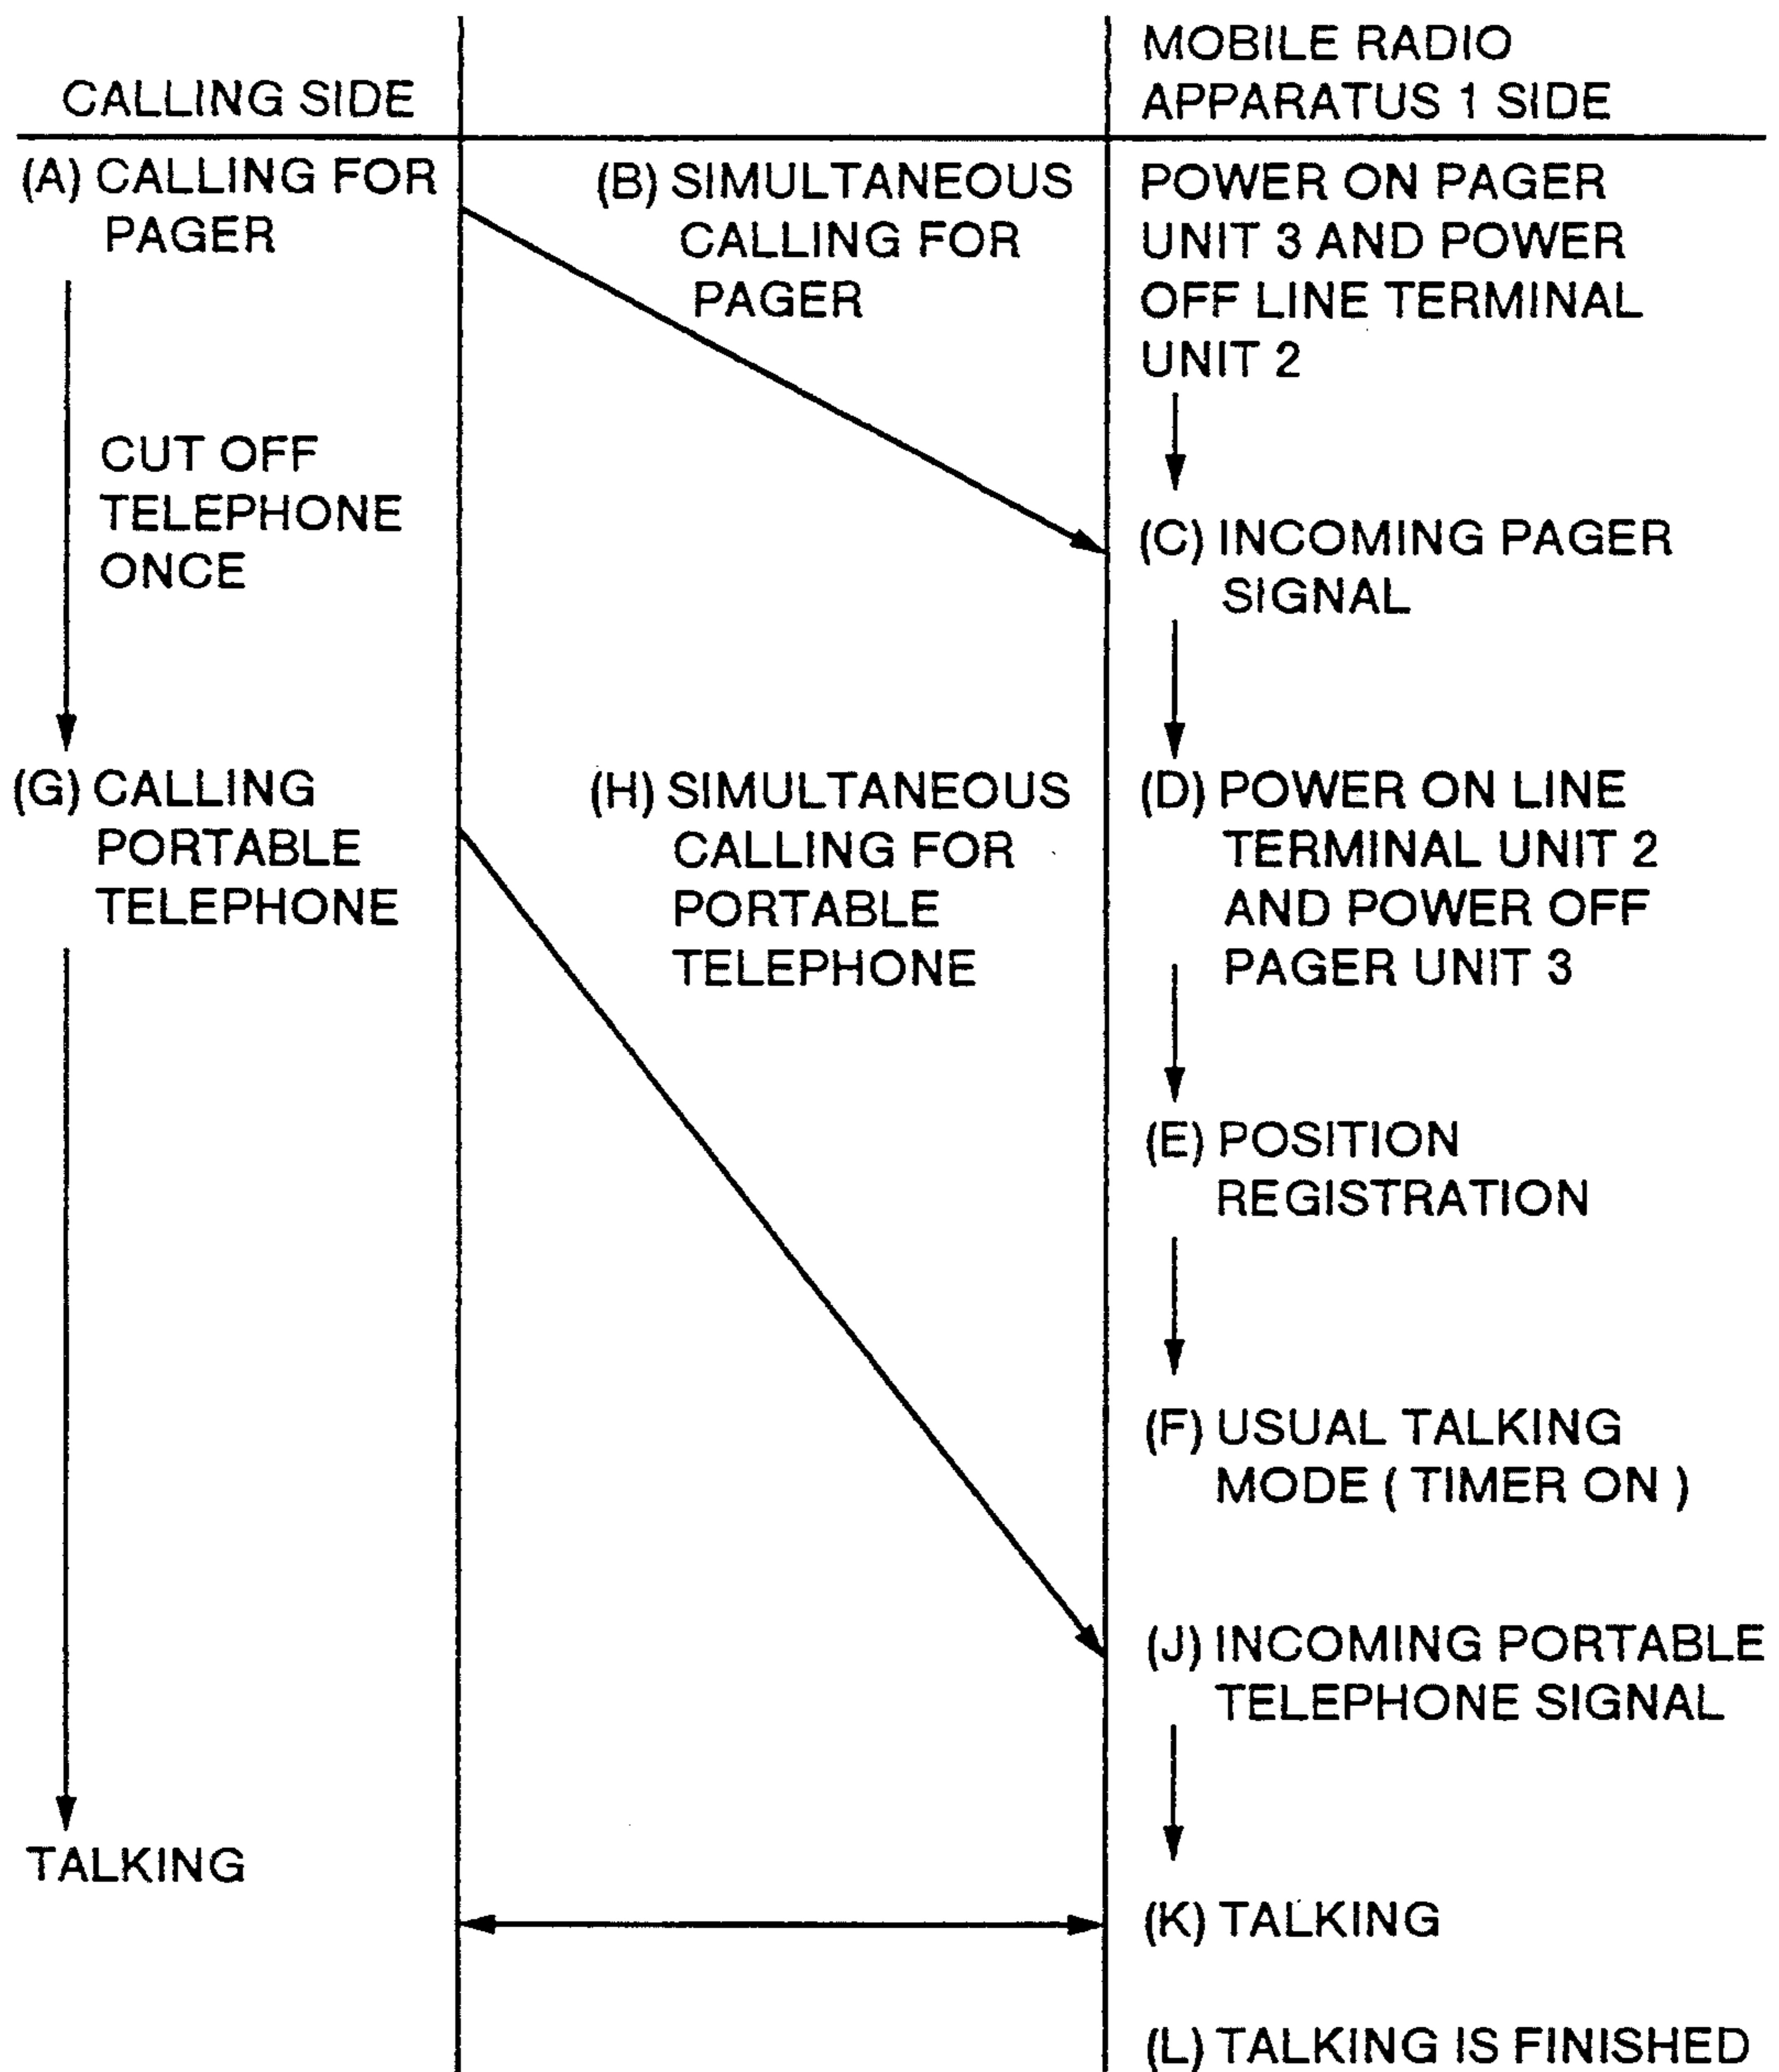 CALLING SIDE
MOBILE RADIO
APPARATUS 1 SIDE
(A) CALLING FOR
PAGER
(B) SIMULTANEOUS
CALLING FOR
PAGER
POWER ON PAGER
UNIT 3 AND POWER
OFF LINE TERMINAL
UNIT 2
CUT OFF
TELEPHONE
ONCE
(C) INCOMING PAGER
SIGNAL
(G) CALLING
PORTABLE
TELEPHONE
(H) SIMULTANEOUS
CALLING FOR
PORTABLE
TELEPHONE
(D) POWER ON LINE
TERMINAL UNIT 2
AND POWER OFF
PAGER UNIT 3
(E) POSITION
REGISTRATION
(F) USUAL TALKING
MODE ( TIMER ON )
(J) INCOMING PORTABLE
TELEPHONE SIGNAL
TALKING
(K) TALKING
(L) TALKING IS FINISHED